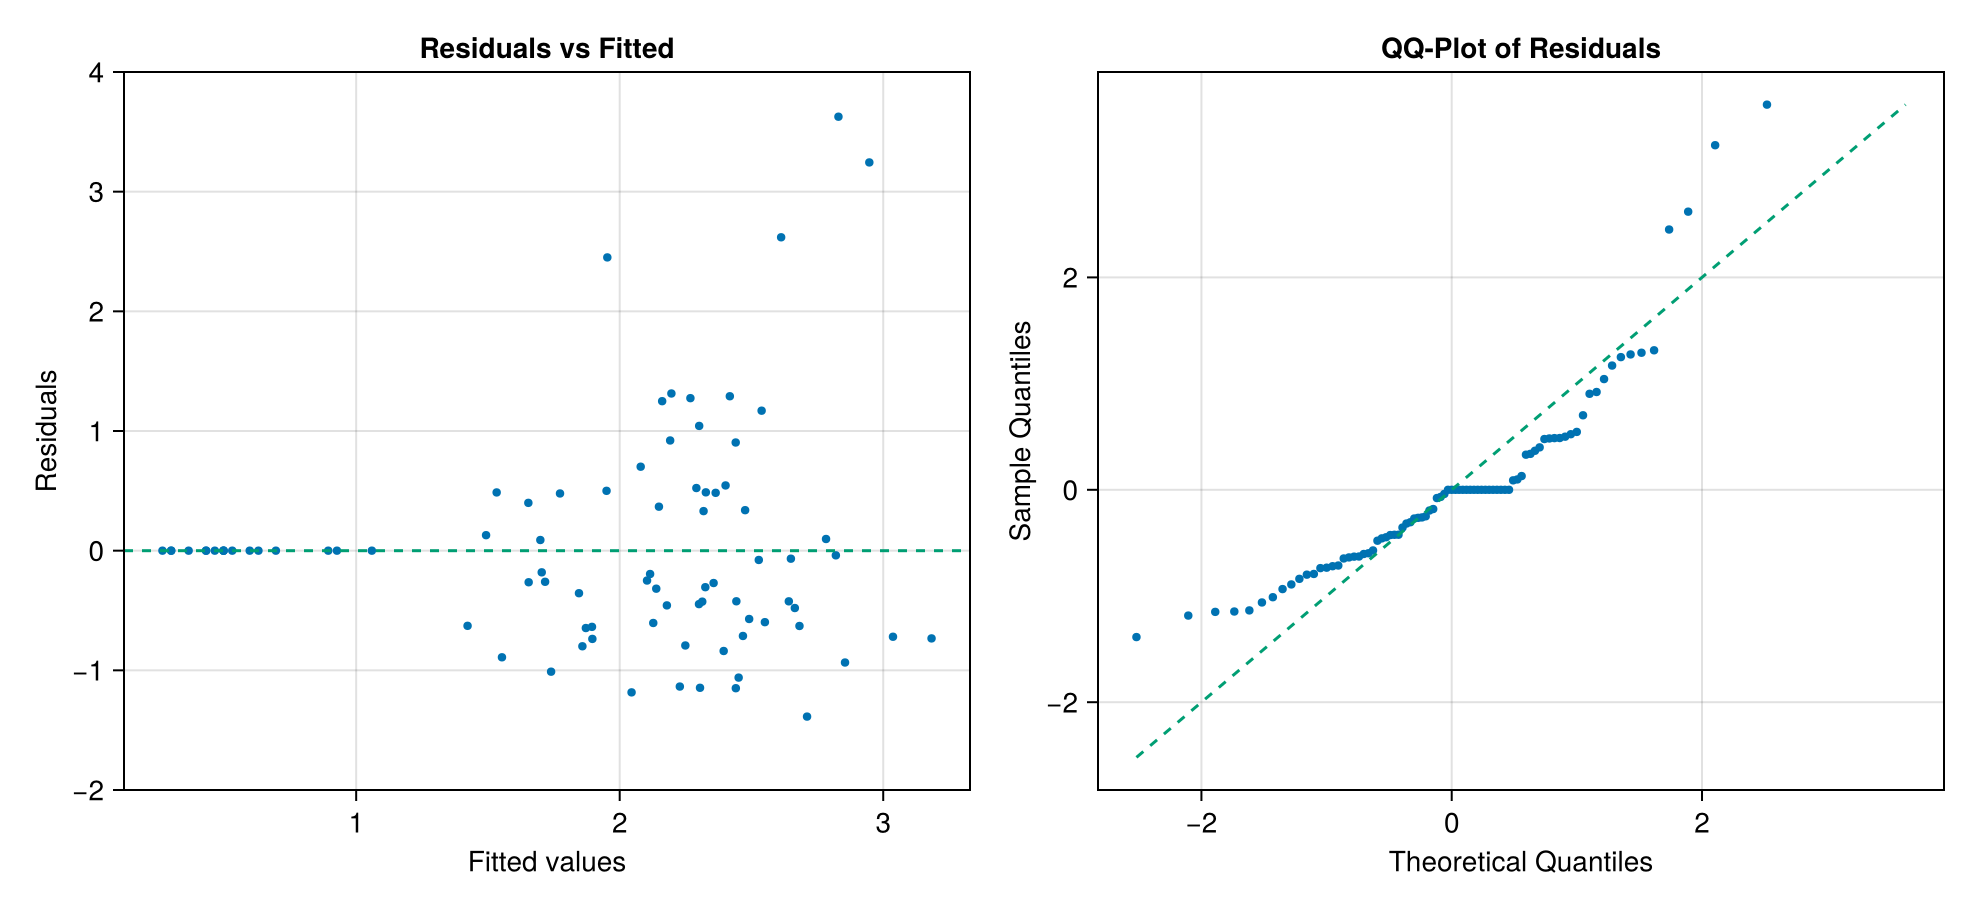 Residuals vs Fitted
4
3
2
1
0
−1
−2
Residuals
1
2
3
Fitted values
QQ-Plot of Residuals
2
0
−2
Sample Quantiles
−2
0
2
Theoretical Quantiles